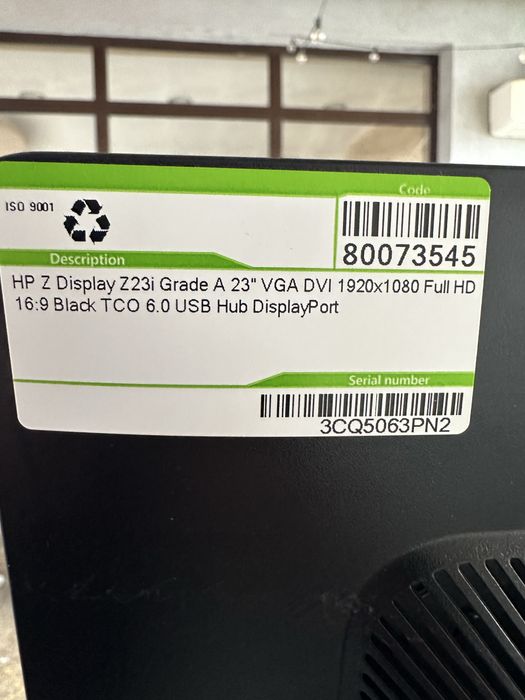 ISO 9001
Code
80073545
Description
HP Z Display Z23i Grade A 23" VGA DVI 1920x1080 Full HD
16:9 Black TCO 6.0 USB Hub DisplayPort
Serial number
3CQ5063PN2